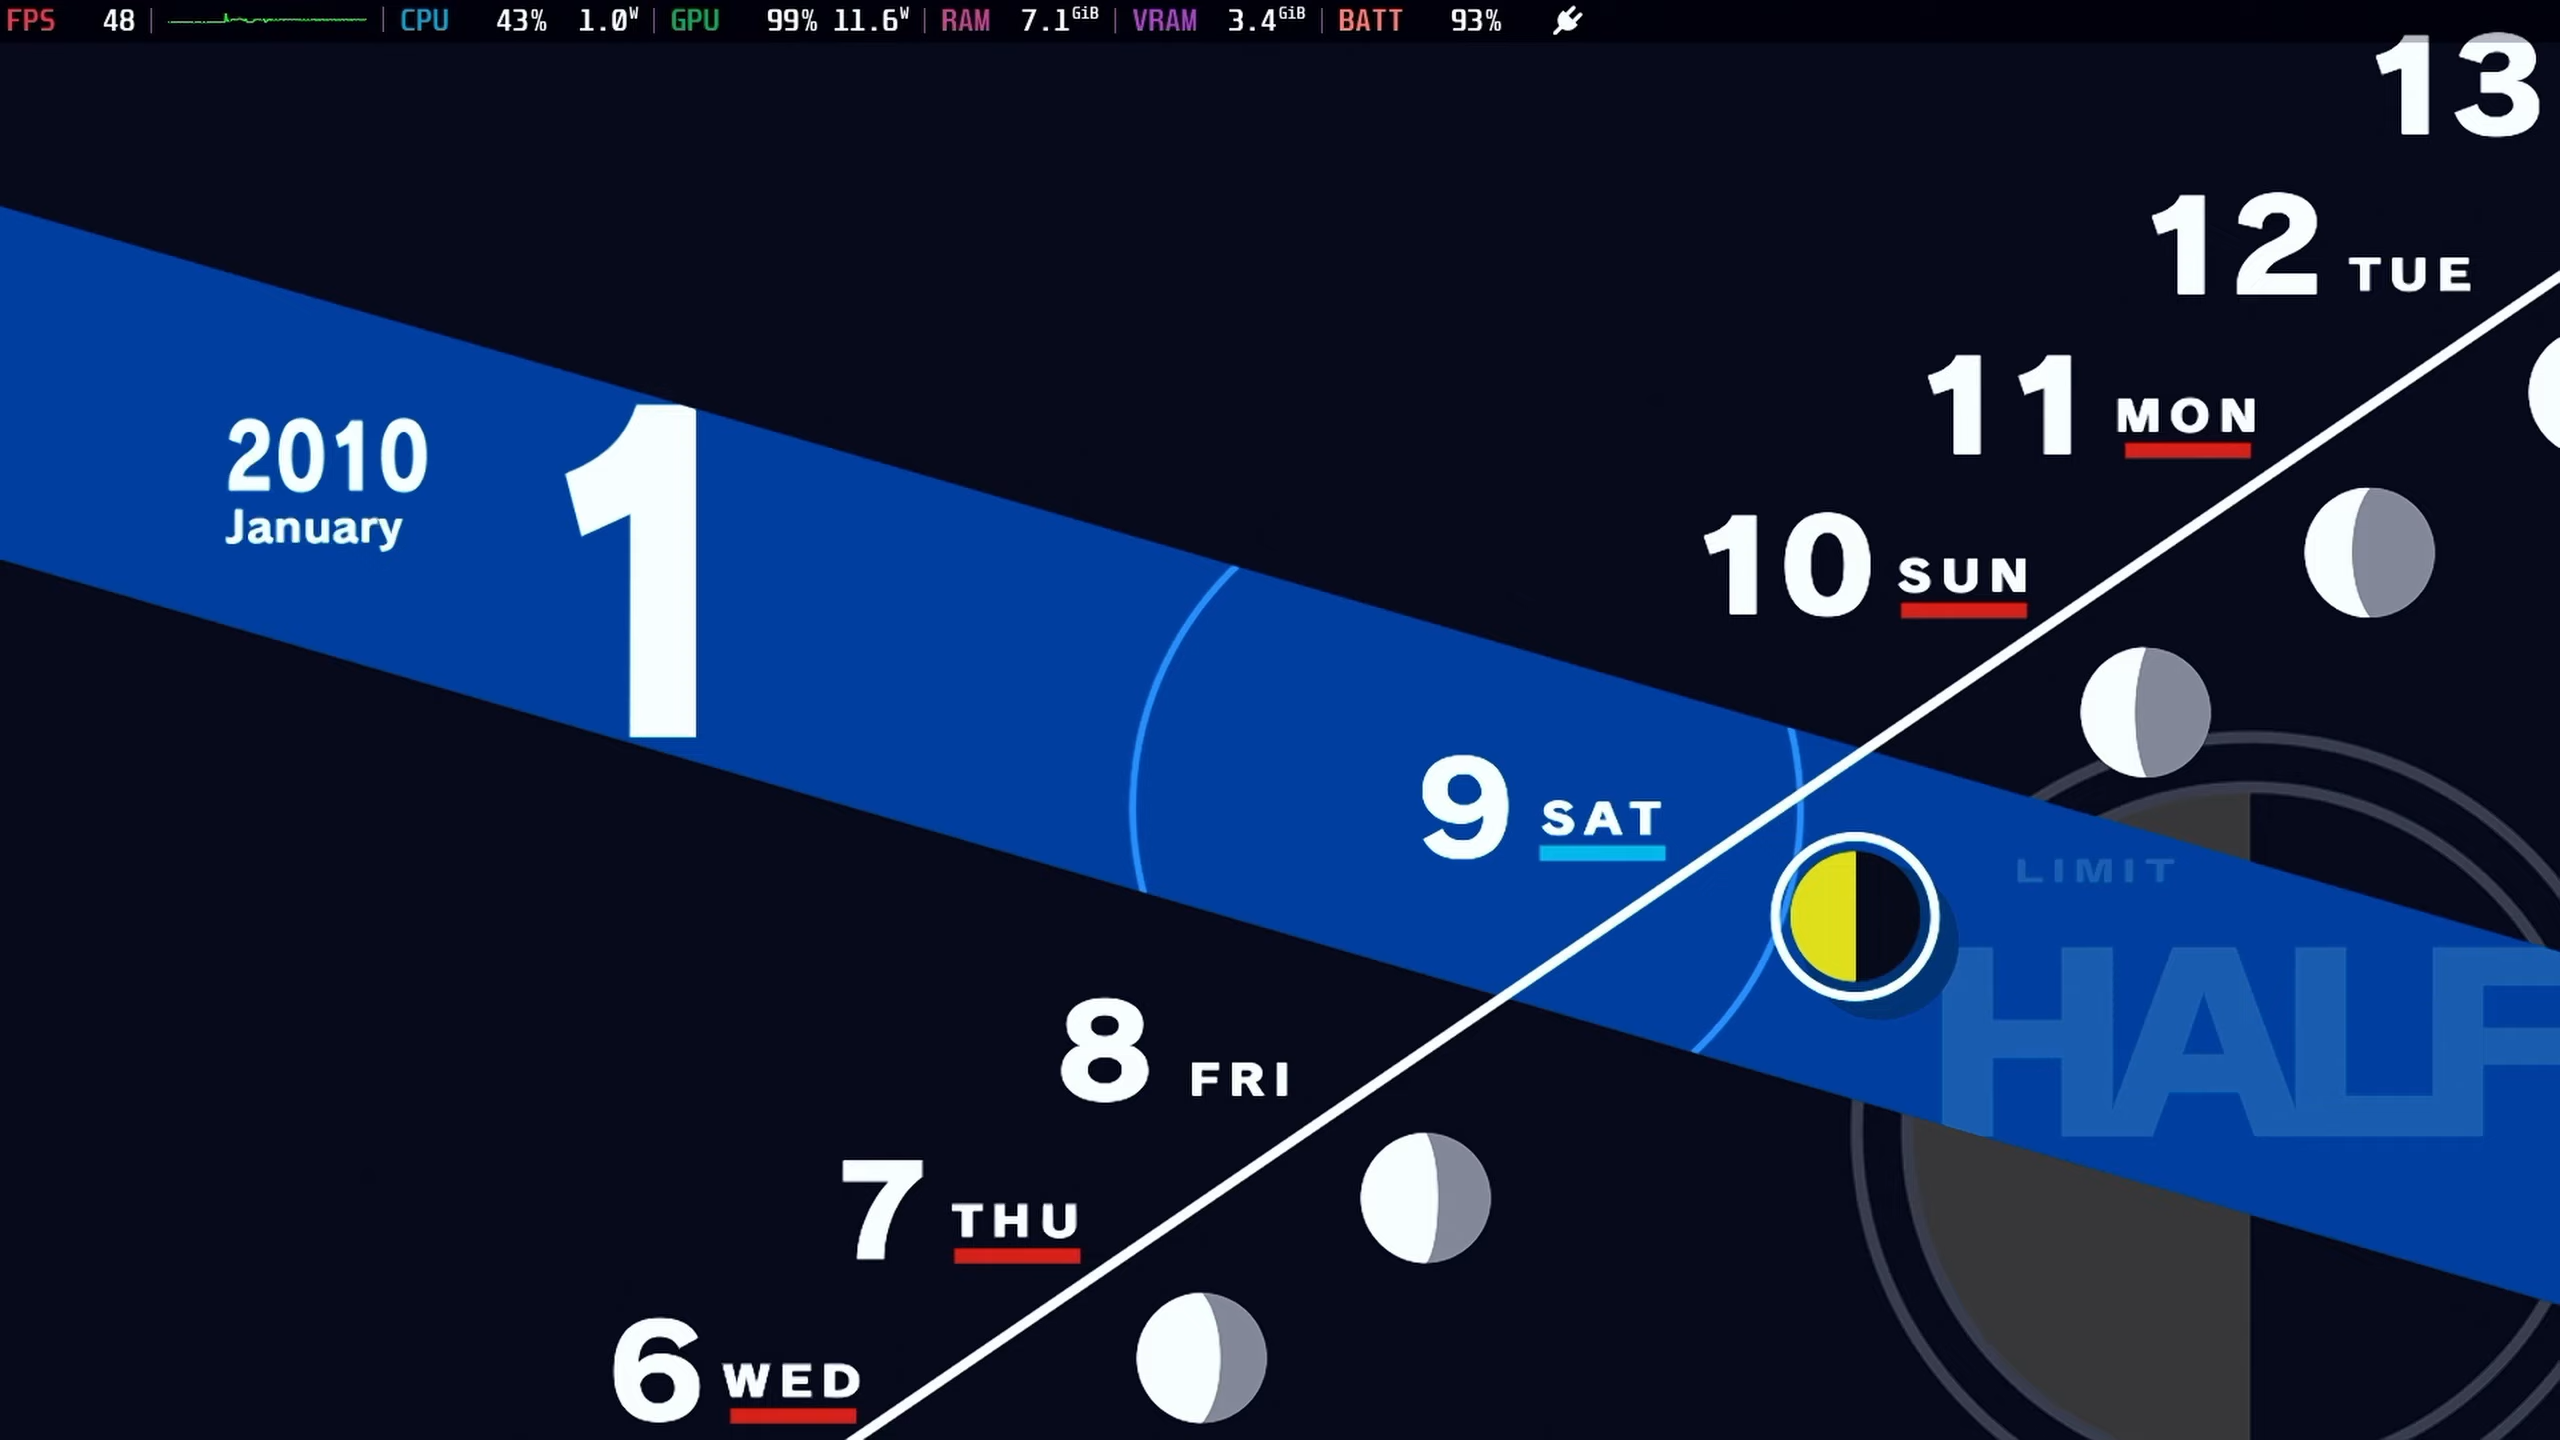 FPS 48 CPU 43% 1.0W GPU 99% 11.6W RAM 7.1GiB VRAM 3.4GiB BATT 93%
13
12 TUE
11 MON
10 SUN
2010
January
1
9 SAT
LIMIT
HALF
8 FRI
7 THU
6 WED